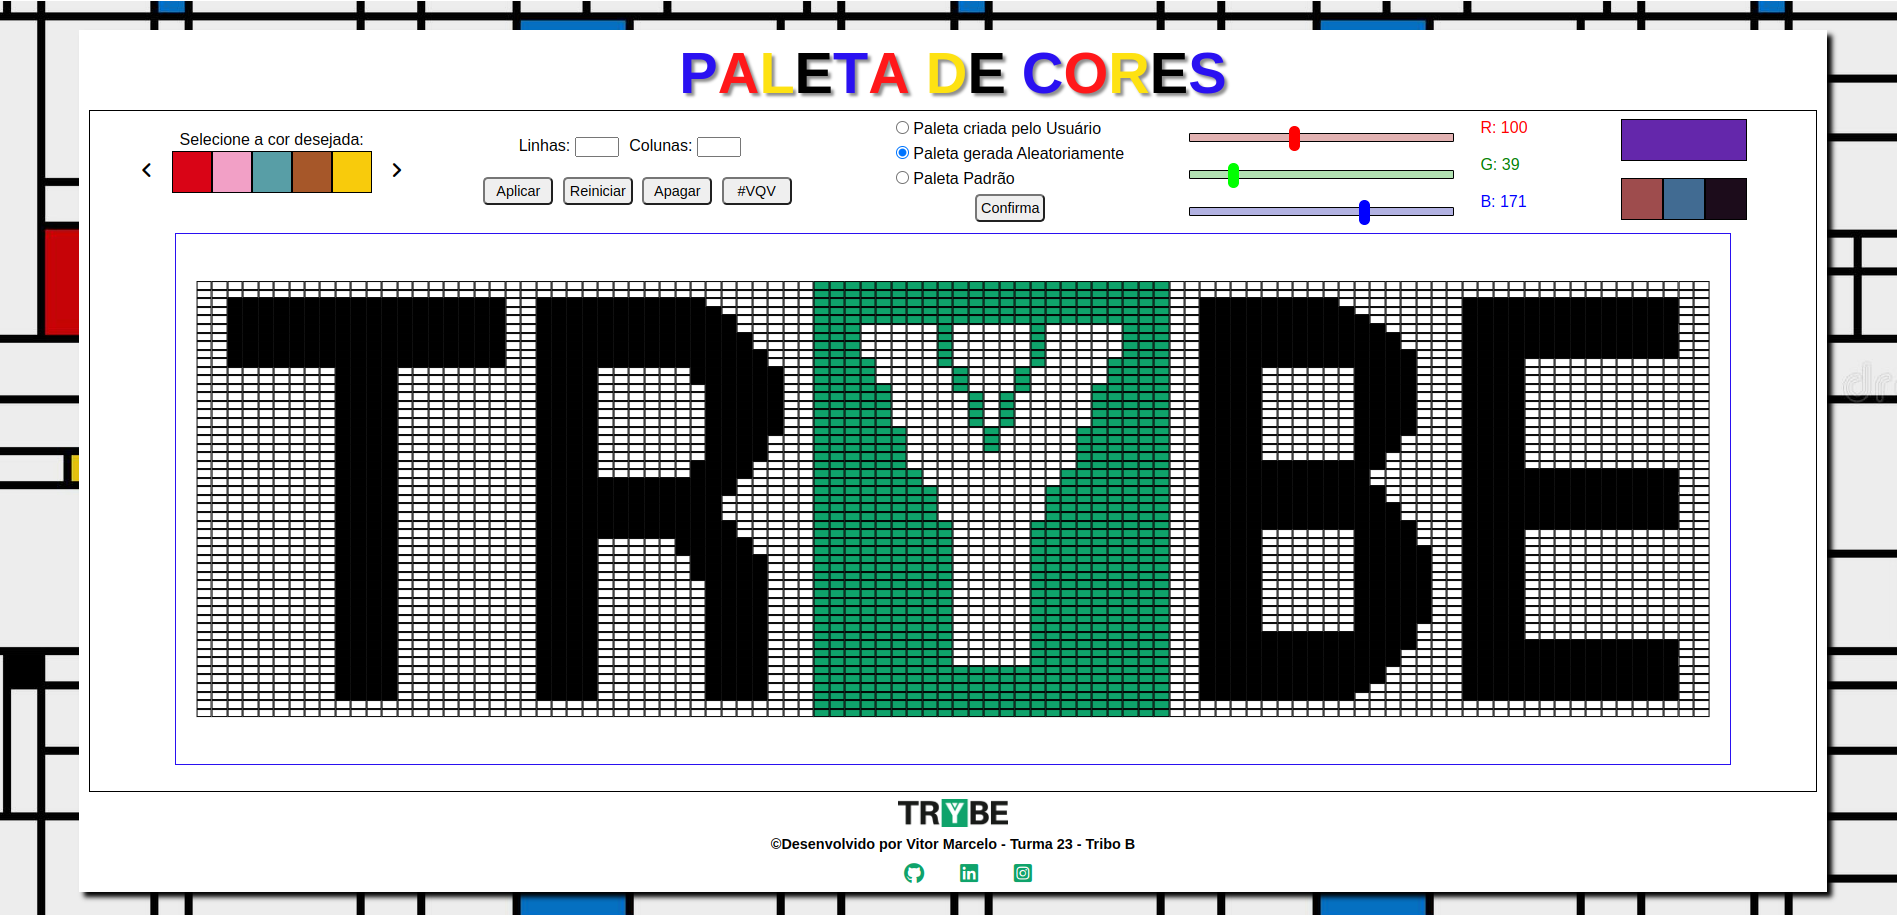 PALETA DE CORES
Selecione a cor desejada:
Linhas: Colunas:
Aplicar Reiniciar Apagar #VQV
Paleta criada pelo Usuário
Paleta gerada Aleatoriamente
Paleta Padrão
Confirma
R: 100
G: 39
B: 171
TRYBE
TRYBE
©Desenvolvido por Vitor Marcelo - Turma 23 - Tribo B
in